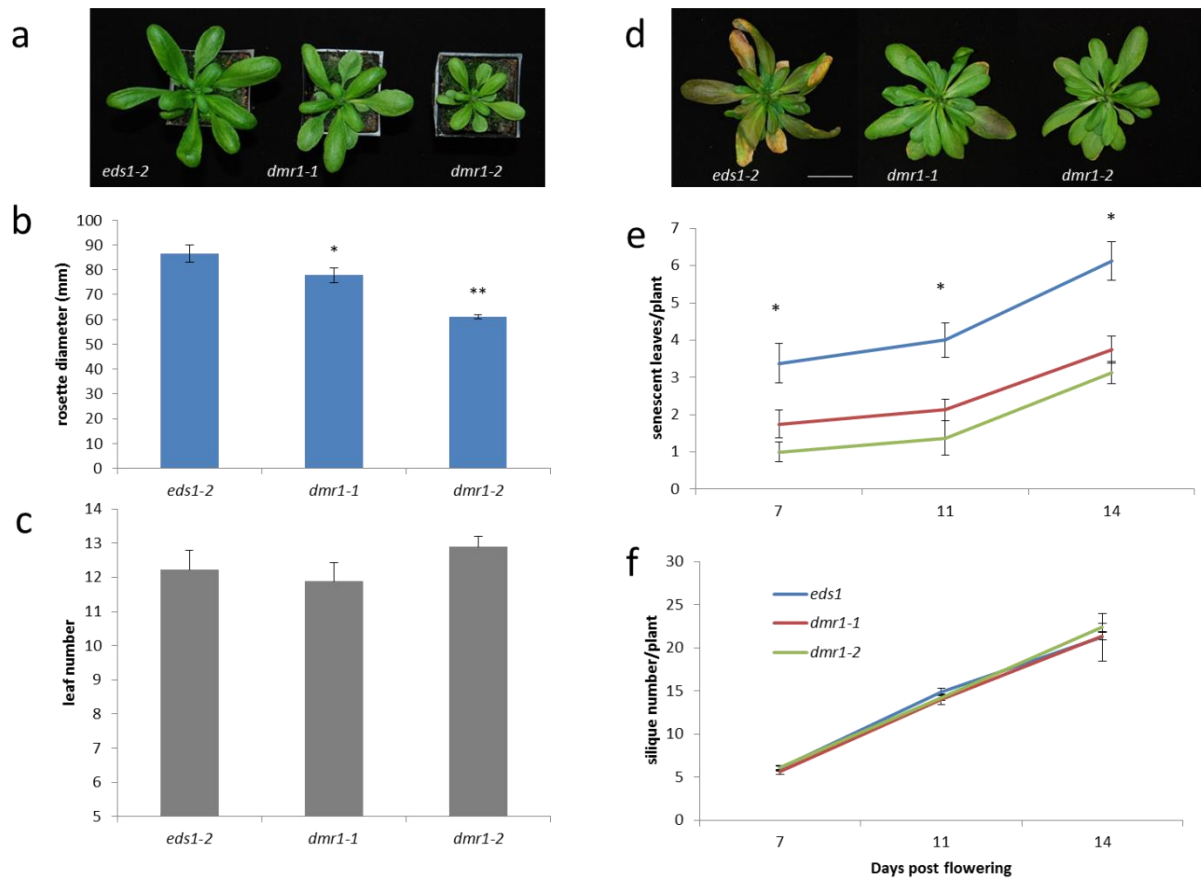 a
eds1-2 dmr1-1 dmr1-2
b
100
90
80
70
60
50
40
30
20
10
0
rosette diameter (mm)
*
**
eds1-2 dmr1-1 dmr1-2
c
14
13
12
11
10
9
8
7
6
5
leaf number
eds1-2 dmr1-1 dmr1-2
d
eds1-2 dmr1-1 dmr1-2
e
7
6
5
4
3
2
1
0
senescent leaves/plant
*
*
*
7 11 14
f
30
25
20
15
10
5
0
silique number/plant
eds1
dmr1-1
dmr1-2
7 11 14
Days post flowering